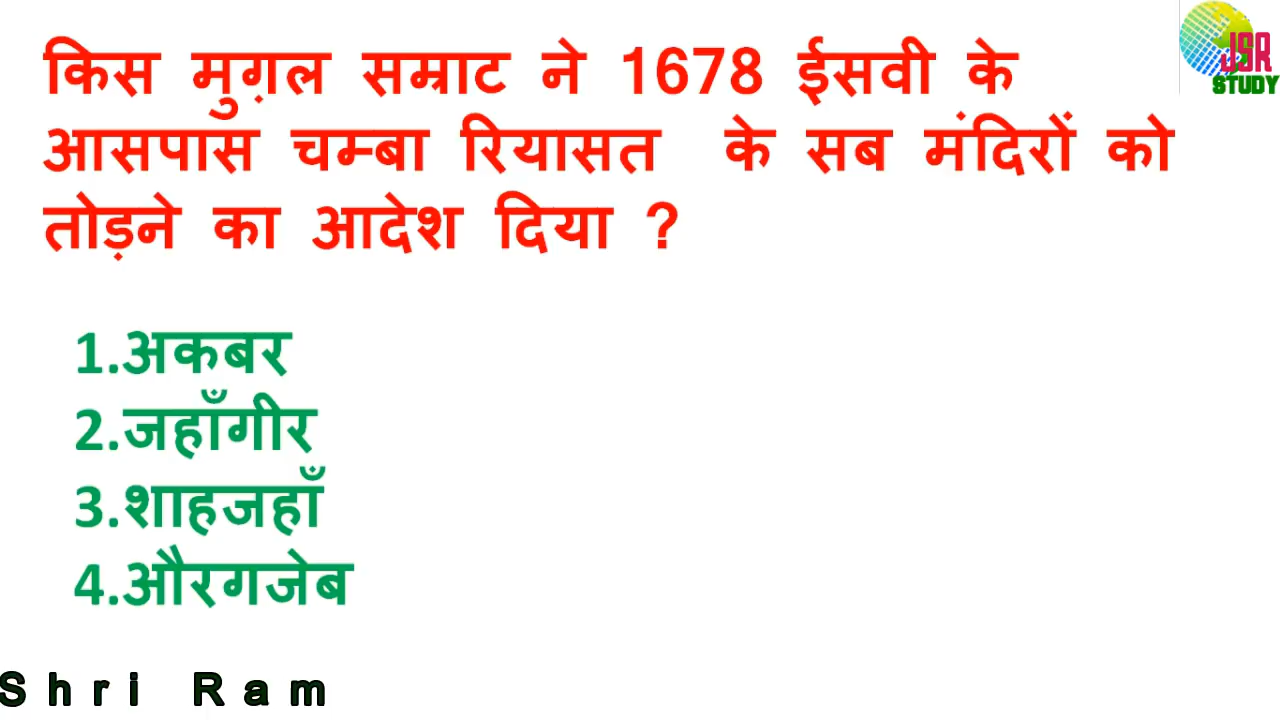 किस मुग़ल सम्राट ने 1678 ईसवी के
आसपास चम्बा रियासत के सब मंदिरों को
तोड़ने का आदेश दिया ?
1.अकबर
2.जहाँगीर
3.शाहजहाँ
4.औरगजेब
Shri Ram
JSR
STUDY